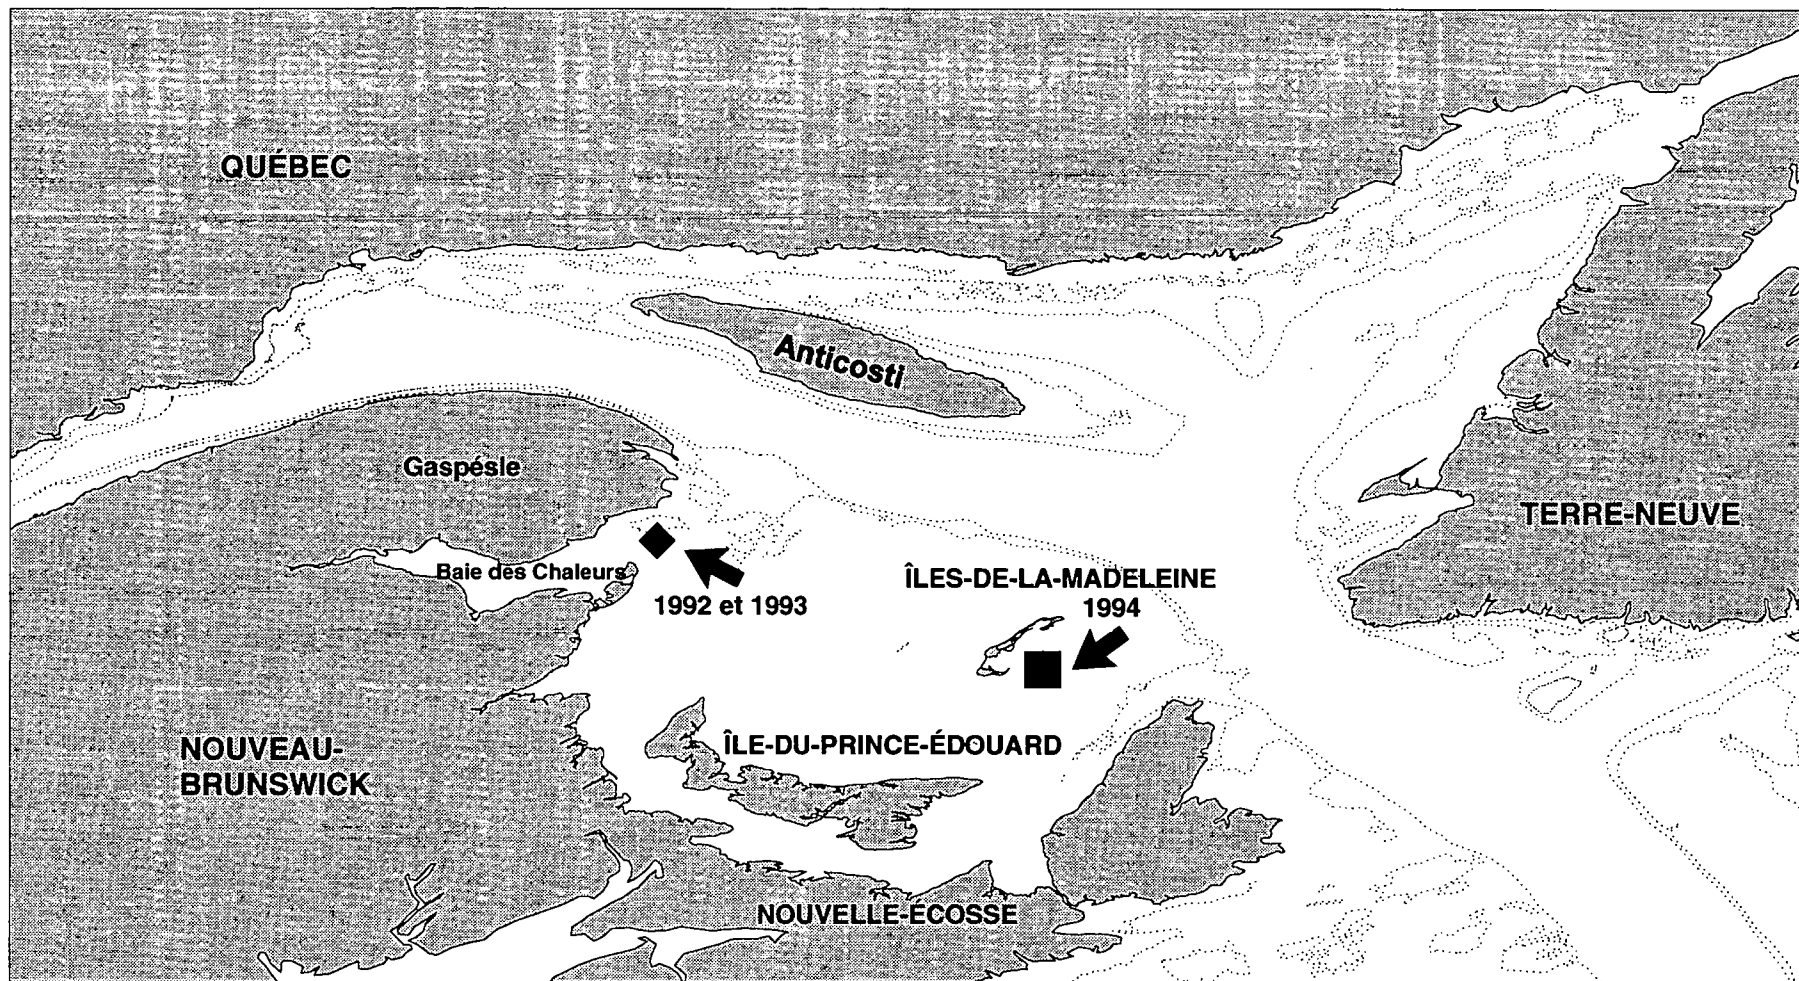 QUÉBEC
Anticosti
Gaspésie
TERRE-NEUVE
Baie des Chaleurs
ÎLES-DE-LA-MADELEINE
1992 et 1993
1994
ÎLE-DU-PRINCE-ÉDOUARD
NOUVEAU-
BRUNSWICK
NOUVELLE-ÉCOSSE